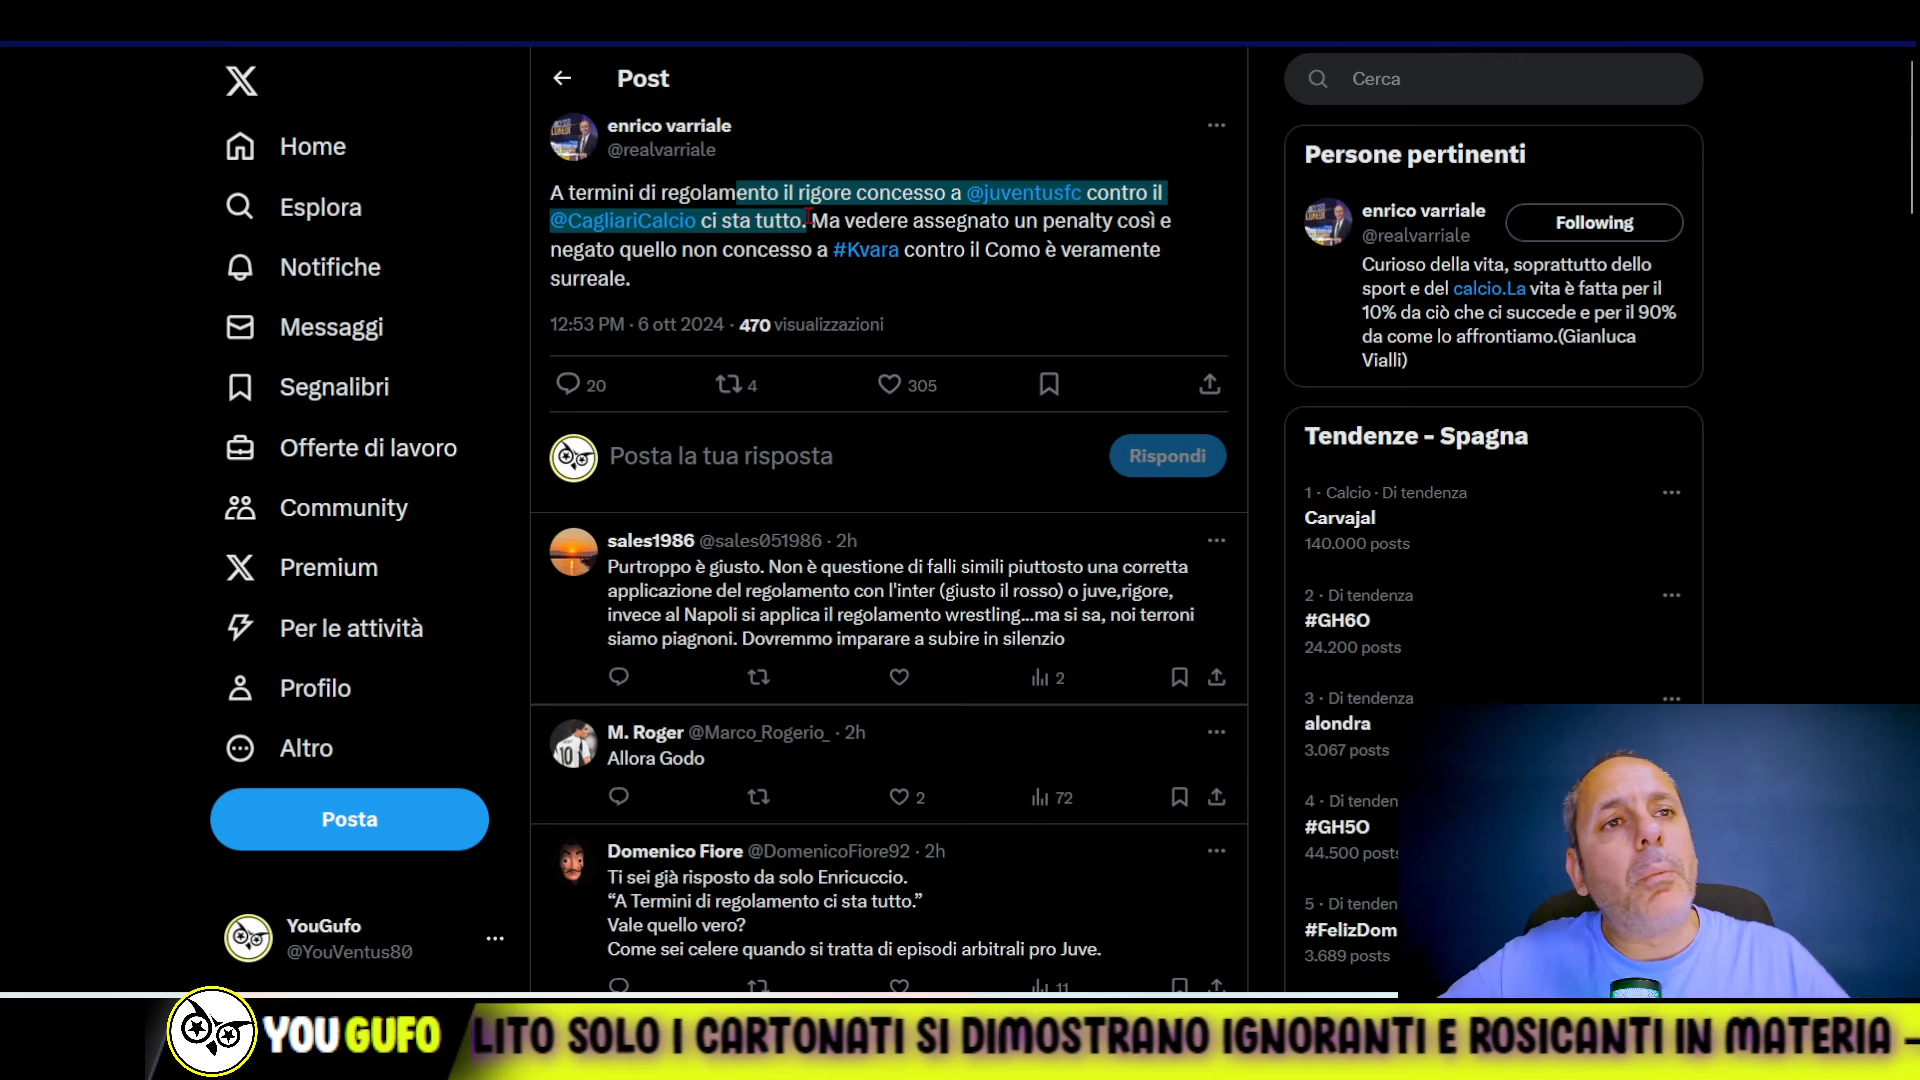 Home
Esplora
Notifiche
Messaggi
Segnalibri
Offerte di lavoro
Community
Premium
Per le attività
Profilo
Altro
Posta
YouGufo
@YouVentus80
Post
enrico varriale
@realvarriale
A termini di regolamento il rigore concesso a @juventusfc contro il
@CagliariCalcio ci sta tutto. Ma vedere assegnato un penalty così e
negato quello non concesso a #Kvara contro il Como è veramente
surreale.
12:53 PM · 6 ott 2024 · 470 visualizzazioni
20
4
305
Posta la tua risposta
Rispondi
sales1986 @sales051986 · 2h
Purtroppo è giusto. Non è questione di falli simili piuttosto una corretta
applicazione del regolamento con l'inter (giusto il rosso) o juve,rigore,
invece al Napoli si applica il regolamento wrestling...ma si sa, noi terroni
siamo piagnoni. Dovremmo imparare a subire in silenzio
2
M. Roger @Marco_Rogerio_ · 2h
Allora Godo
2
72
Domenico Fiore @DomenicoFiore92 · 2h
Ti sei già risposto da solo Enricuccio.
“A Termini di regolamento ci sta tutto.”
Vale quello vero?
Come sei celere quando si tratta di episodi arbitrali pro Juve.
11
Cerca
Persone pertinenti
enrico varriale
@realvarriale
Following
Curioso della vita, soprattutto dello
sport e del calcio.La vita è fatta per il
10% da ciò che ci succede e per il 90%
da come lo affrontiamo.(Gianluca
Vialli)
Tendenze - Spagna
1 · Calcio · Di tendenza
Carvajal
140.000 posts
2 · Di tendenza
#GH6O
24.200 posts
3 · Di tendenza
alondra
3.067 posts
4 · Di tenden
#GH5O
44.500 posts
5 · Di tenden
#FelizDom
3.689 posts
10
YOU GUFO
LITO SOLO I CARTONATI SI DIMOSTRANO IGNORANTI E ROSICANTI IN MATERIA -